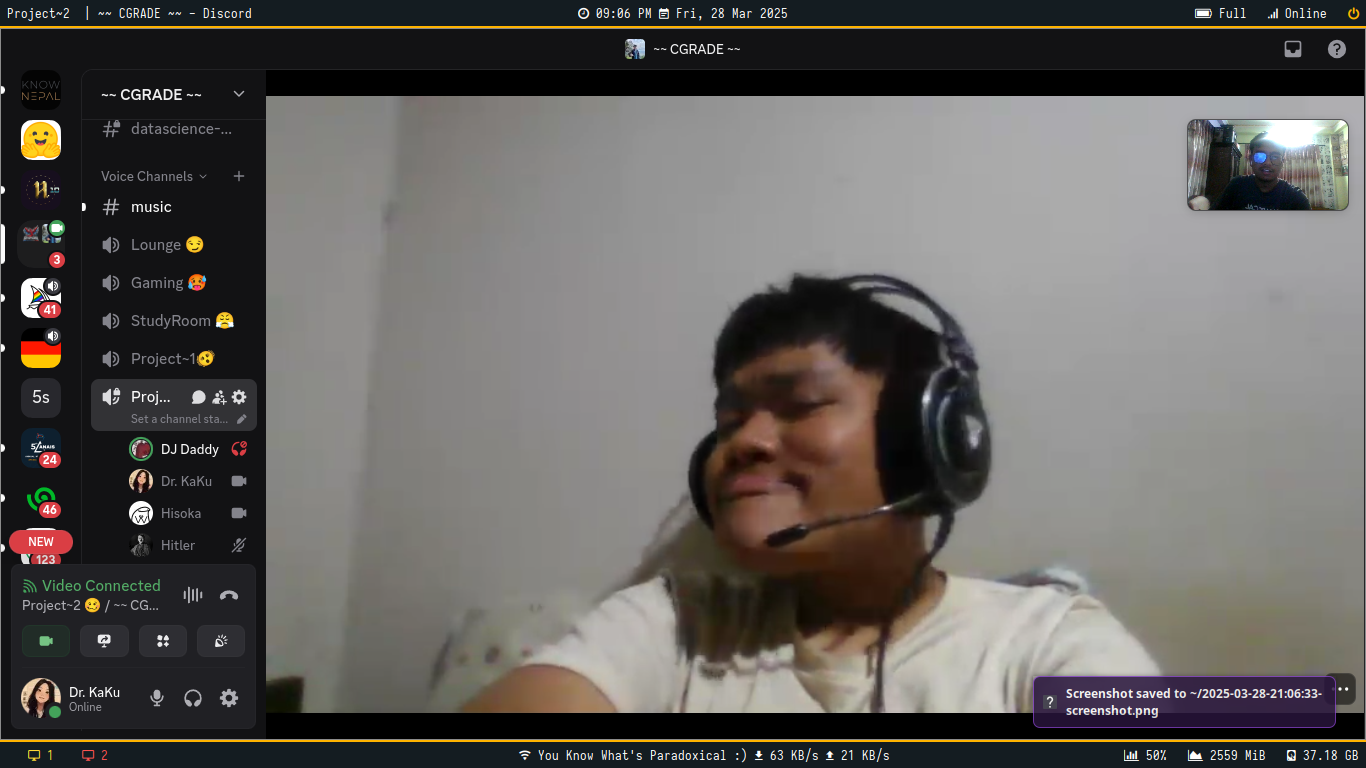 Project~2 | ~~ CGRADE ~~ - Discord
09:06 PM Fri, 28 Mar 2025
Full
Online
~~ CGRADE ~~
KNOW
NEPAL
~~ CGRADE ~~
datascience-...
Voice Channels
music
Lounge 😏
Gaming 🥵
StudyRoom 😤
Project~1
Proj...
Set a channel sta...
DJ Daddy
Dr. KaKu
Hisoka
Hitler
3
41
5s
24
46
NEW
123
Video Connected
Project~2 🥴 / ~~ CG...
Dr. KaKu
Online
Screenshot saved to ~/2025-03-28-21:06:33-
screenshot.png
1
2
You Know What's Paradoxical :) 63 KB/s 21 KB/s
50%
2559 MiB
37.18 GB